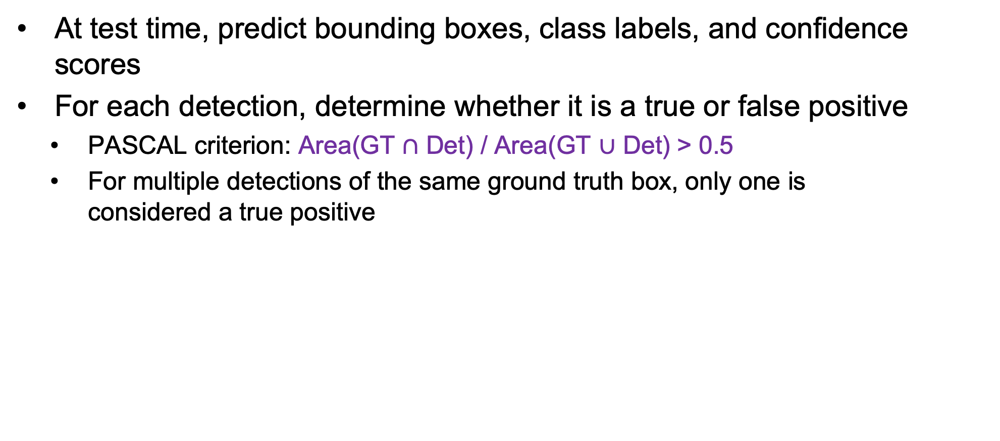 • At test time, predict bounding boxes, class labels, and confidence
scores
• For each detection, determine whether it is a true or false positive
• PASCAL criterion: Area(GT ∩ Det) / Area(GT ∪ Det) > 0.5
• For multiple detections of the same ground truth box, only one is
considered a true positive